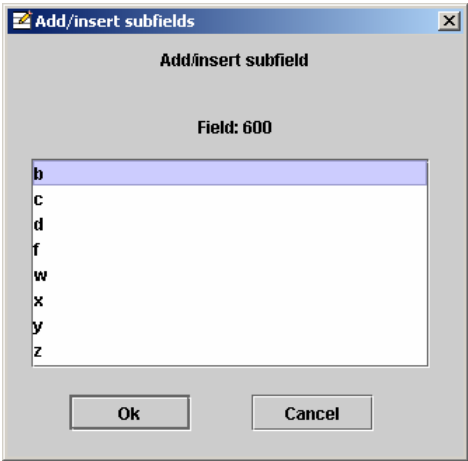 Add/insert subfields
Add/insert subfield
Field: 600
b
c
d
f
w
x
y
z
Ok
Cancel